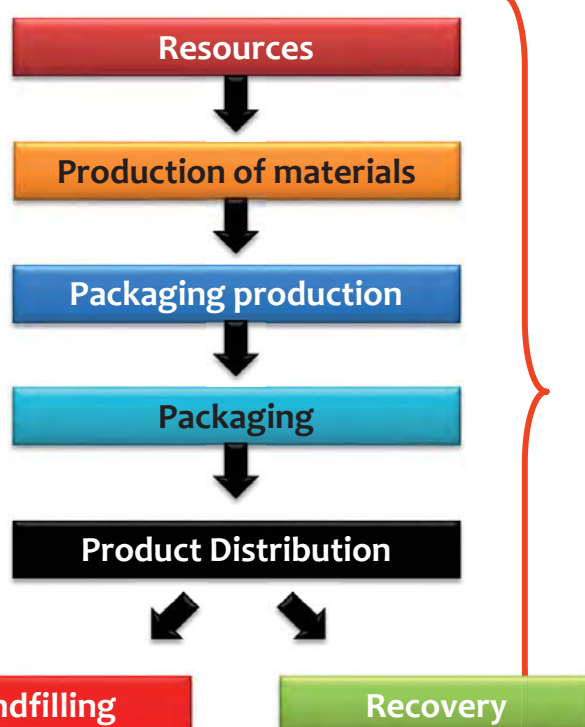 Resources
Production of materials
Packaging production
Packaging
Product Distribution
ndfilling
Recovery